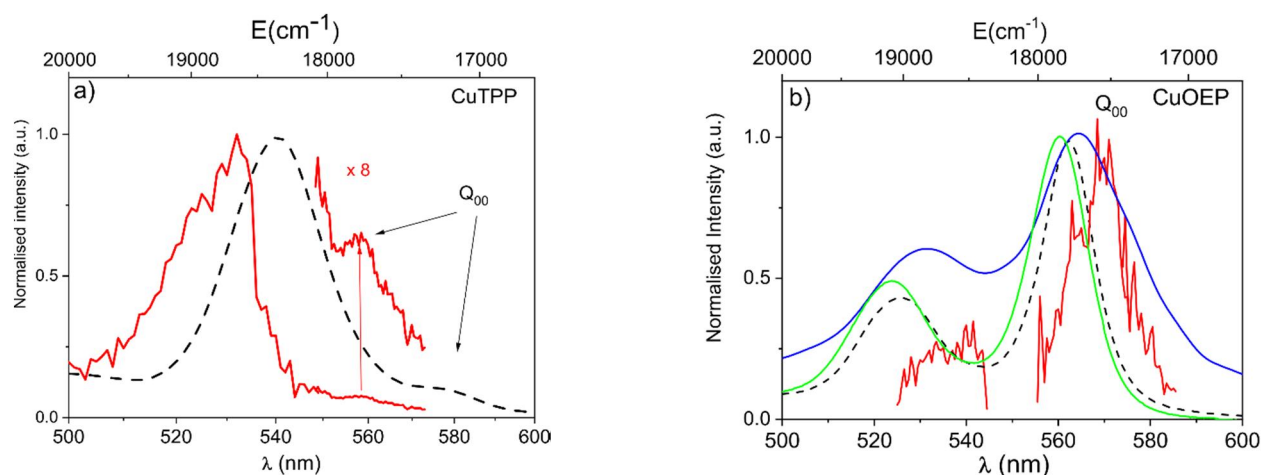 E(cm⁻¹)
20000 19000 18000 17000
a) CuTPP
Normalised intensity (a.u.)
1.0
0.5
0.0
x 8
Q₀₀
500 520 540 560 580 600
λ (nm)
E(cm⁻¹)
20000 19000 18000 17000
b) Q₀₀ CuOEP
Normalised Intensity (a.u.)
1.0
0.5
0.0
500 520 540 560 580 600
λ (nm)